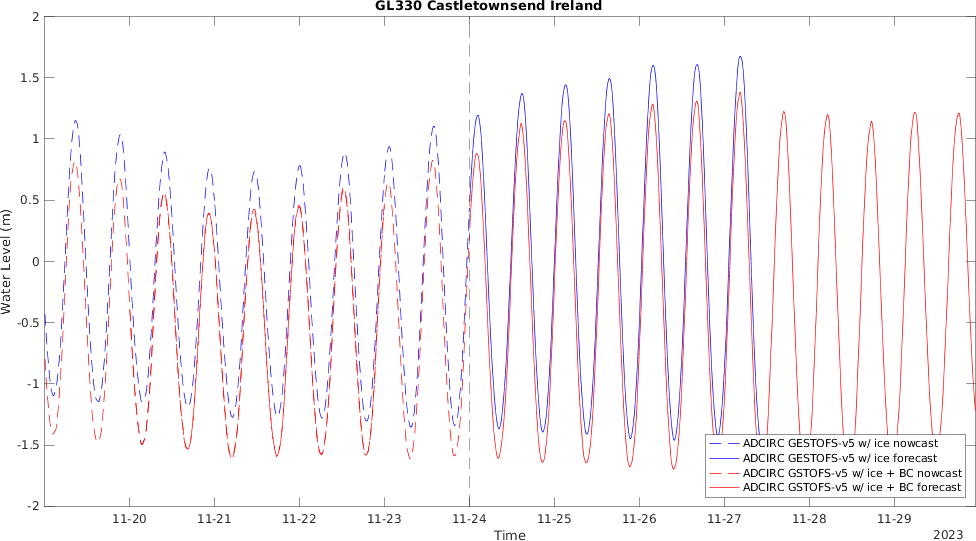 GL330 Castletownsend Ireland
2
1.5
1
0.5
0
-0.5
-1
-1.5
-2
Water Level (m)
ADCIRC GESTOFS-v5 w/ ice nowcast
ADCIRC GESTOFS-v5 w/ ice forecast
ADCIRC GSTOFS-v5 w/ ice + BC nowcast
ADCIRC GSTOFS-v5 w/ ice + BC forecast
11-20 11-21 11-22 11-23 11-24 11-25 11-26 11-27 11-28 11-29
Time
2023